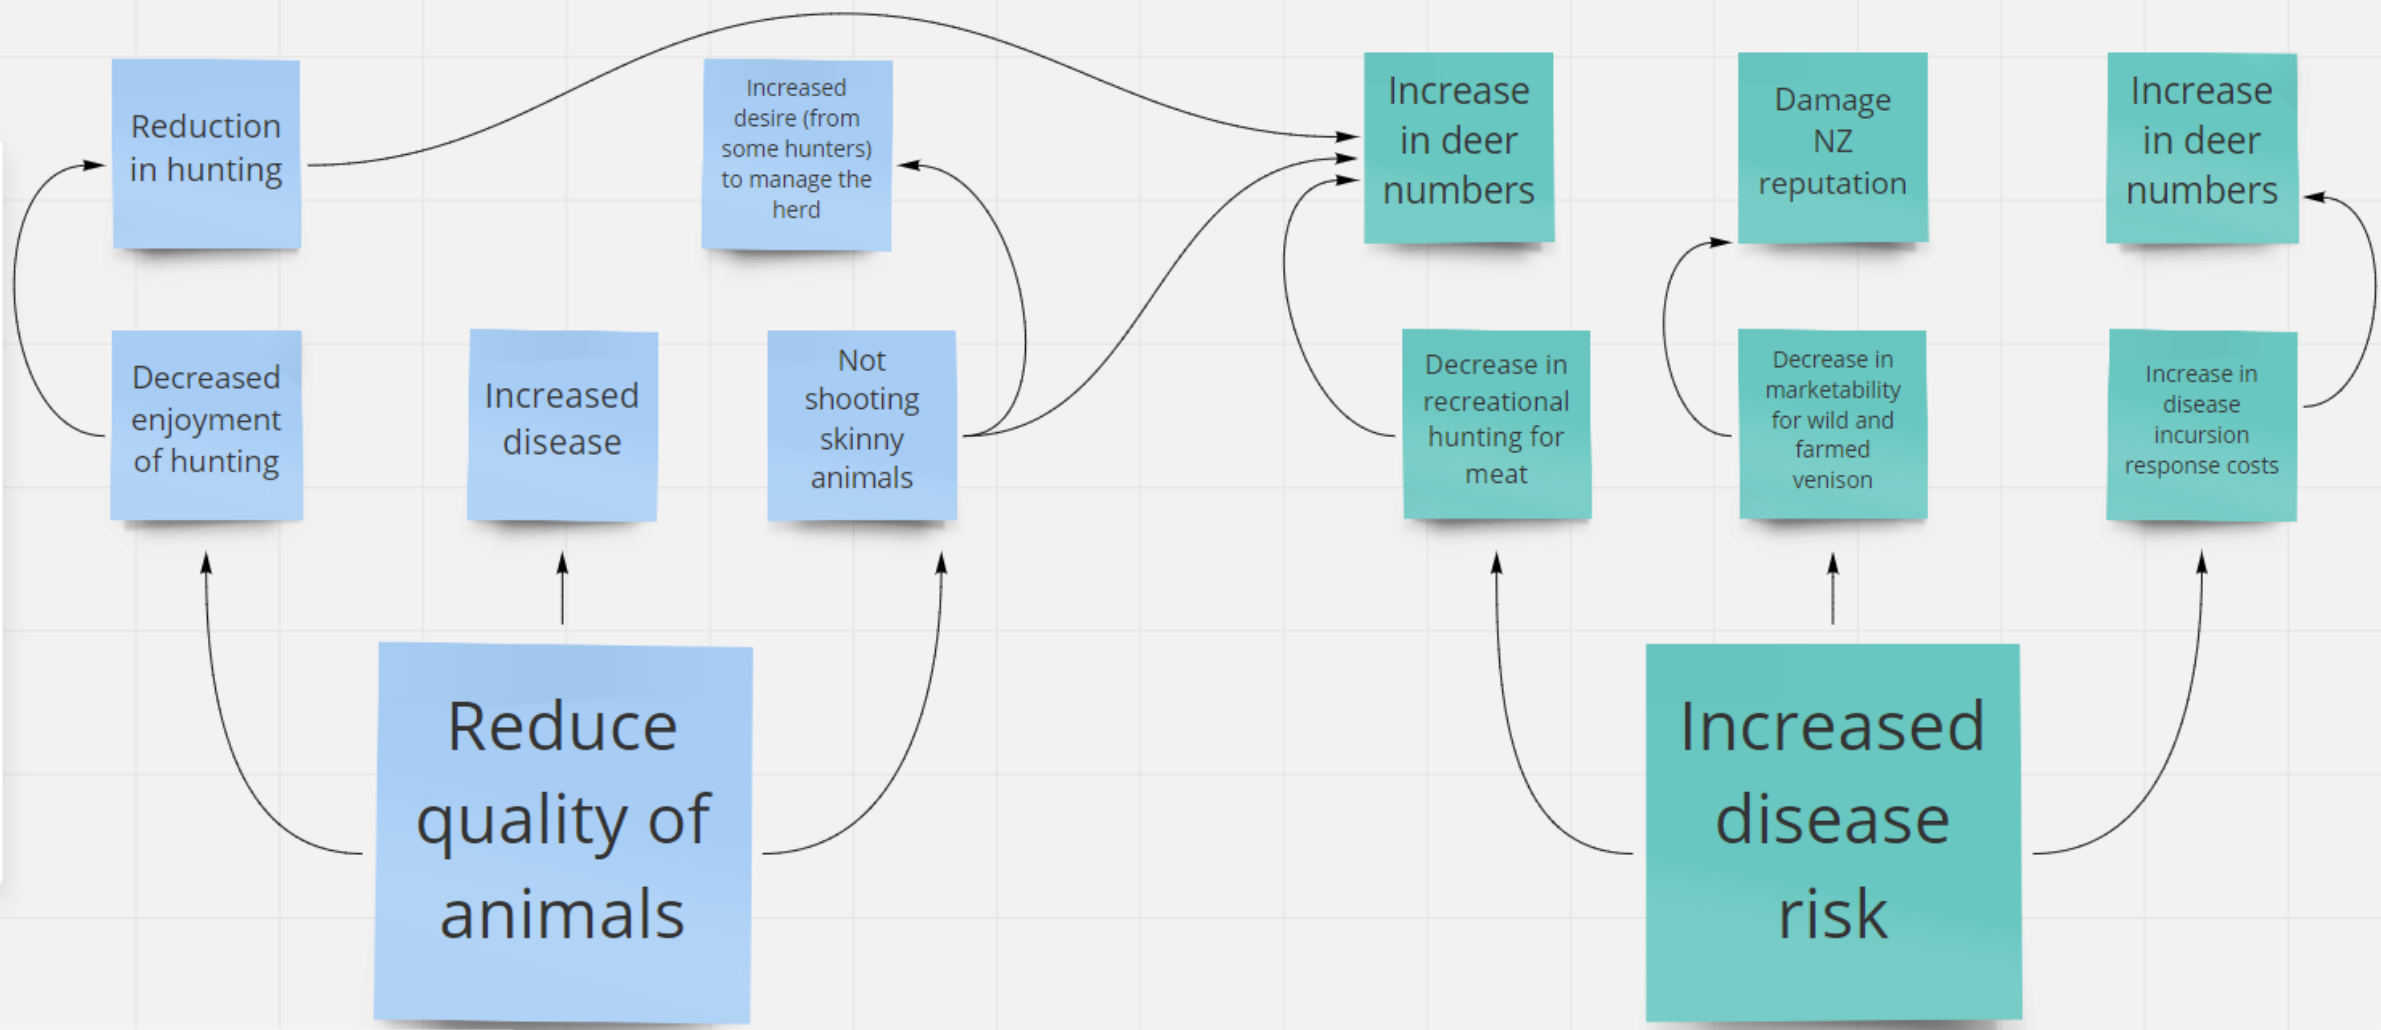 Reduction
in hunting
Increased
desire (from
some hunters)
to manage the
herd
Increase
in deer
numbers
Damage
NZ
reputation
Increase
in deer
numbers
Decreased
enjoyment
of hunting
Increased
disease
Not
shooting
skinny
animals
Decrease in
recreational
hunting for
meat
Decrease in
marketability
for wild and
farmed
venison
Increase in
disease
incursion
response costs
Reduce
quality of
animals
Increased
disease
risk